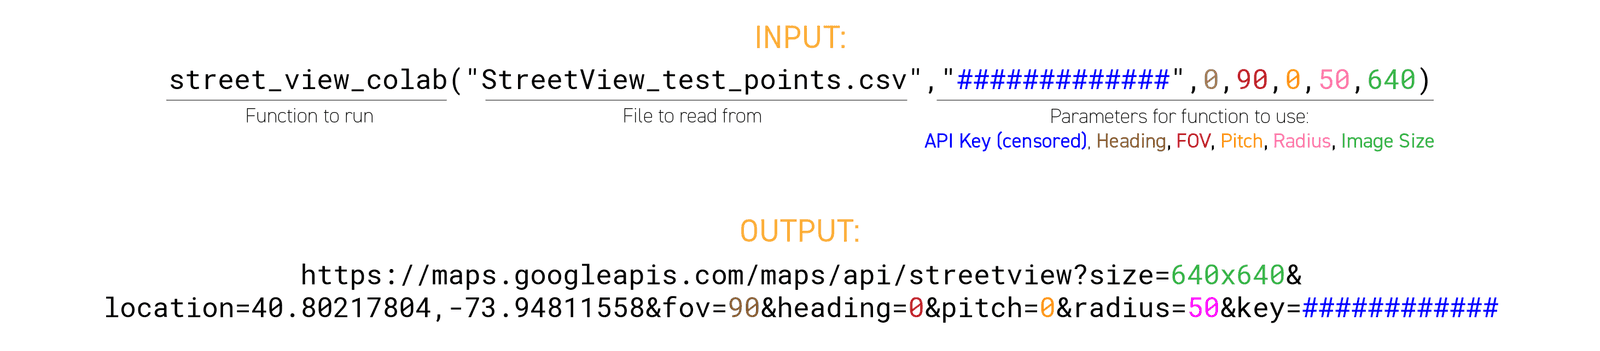 INPUT:
street_view_colab("StreetView_test_points.csv","#############",0,90,0,50,640)
Function to run File to read from Parameters for function to use:
API Key (censored), Heading, FOV, Pitch, Radius, Image Size
OUTPUT:
https://maps.googleapis.com/maps/api/streetview?size=640x640&
location=40.80217804,-73.94811558&fov=90&heading=0&pitch=0&radius=50&key=############